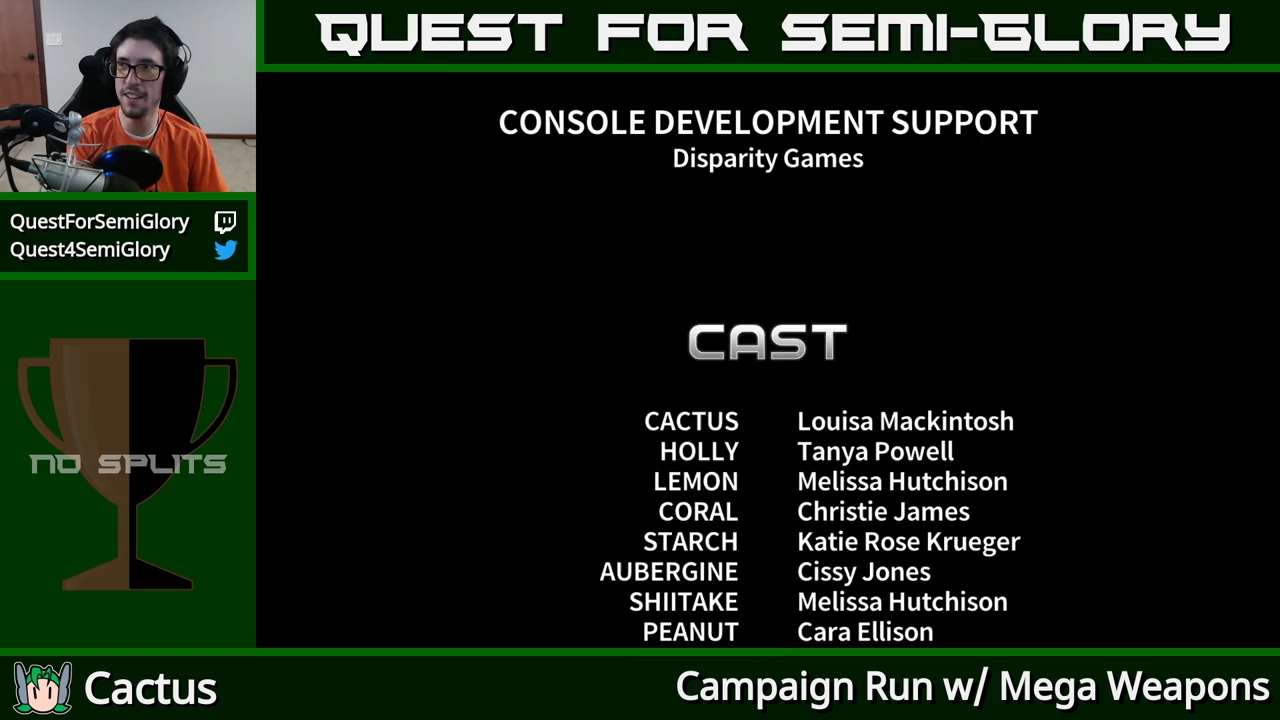 QUEST FOR SEMI-GLORY
QuestForSemiGlory
Quest4SemiGlory
NO SPLITS
CONSOLE DEVELOPMENT SUPPORT
Disparity Games
CAST
CACTUS Louisa Mackintosh
HOLLY Tanya Powell
LEMON Melissa Hutchison
CORAL Christie James
STARCH Katie Rose Krueger
AUBERGINE Cissy Jones
SHIITAKE Melissa Hutchison
PEANUT Cara Ellison
Cactus
Campaign Run w/ Mega Weapons